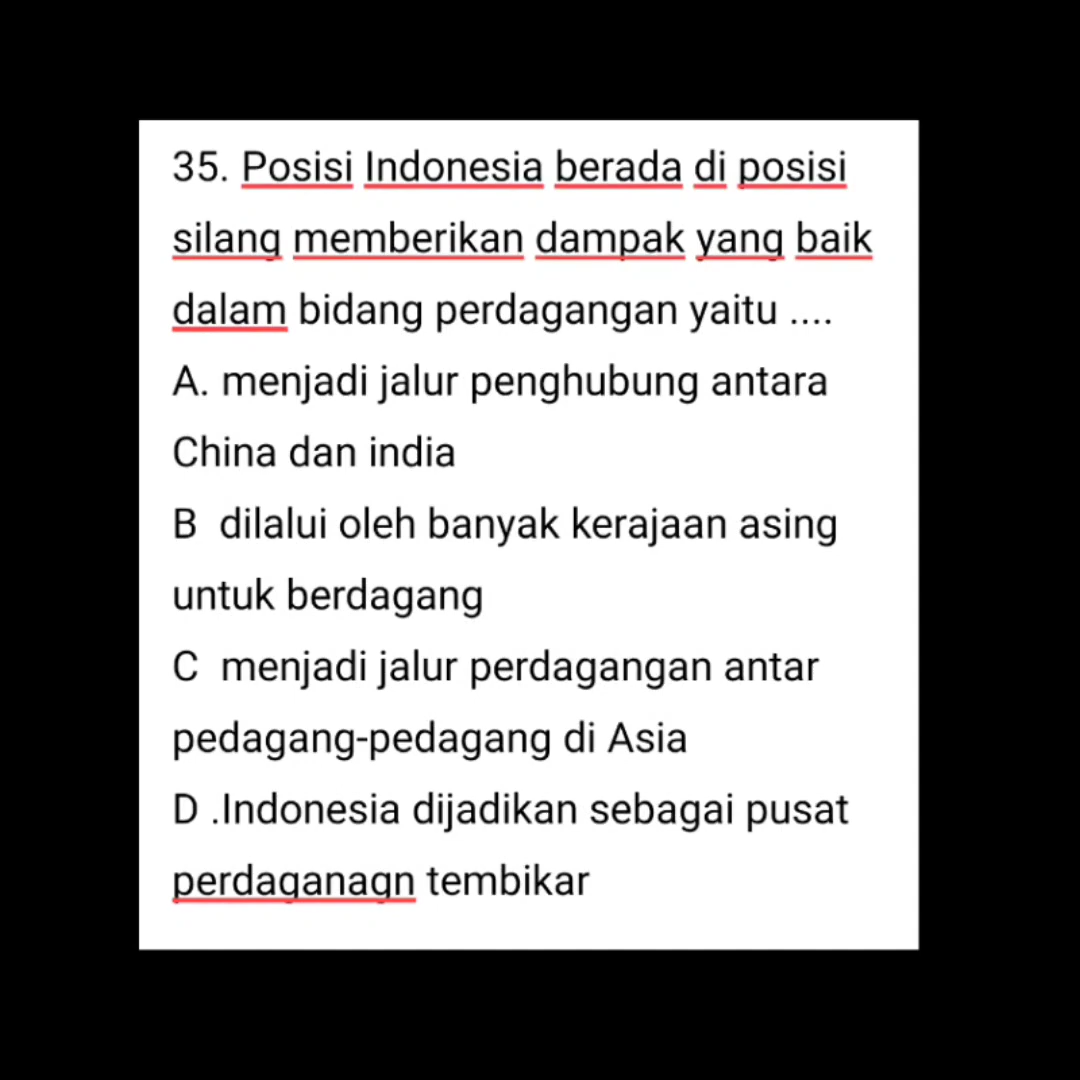 35. Posisi Indonesia berada di posisi
silang memberikan dampak yang baik
dalam bidang perdagangan yaitu ....
A. menjadi jalur penghubung antara
China dan india
B dilalui oleh banyak kerajaan asing
untuk berdagang
C menjadi jalur perdagangan antar
pedagang-pedagang di Asia
D .Indonesia dijadikan sebagai pusat
perdaganagn tembikar